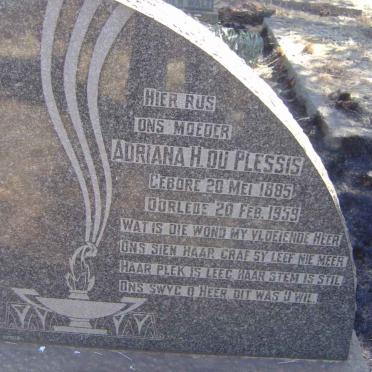 HIER RUS
ONS MOEDER
ADRIANA H DU PLESSIS
GEBORE 20 MEI 1885
OORLEDE 20 FEB. 1959
WAT IS DIE WOND MY VLOEIENDE HEER
ONS SIEN HAAR GRAF SY LEEF NIE MEER
HAAR PLEK IS LEEG HAAR STEM IS STIL
ONS SWYG O HEER DIT WAS U WIL